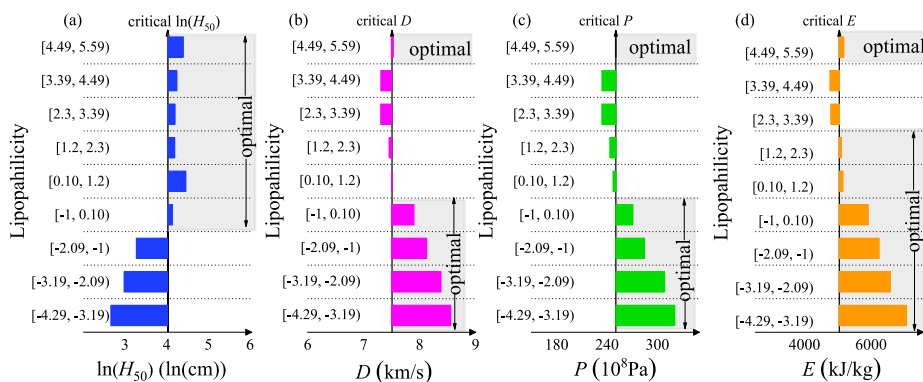 (a)
critical ln(H50)
Lipopahilicity
[4.49, 5.59)
[3.39, 4.49)
[2.3, 3.39)
[1.2, 2.3)
[0.10, 1.2)
[-1, 0.10)
[-2.09, -1)
[-3.19, -2.09)
[-4.29, -3.19)
optimal
3 4 5 6
ln(H50) (ln(cm))
(b)
critical D
Lipophilicity
[4.49, 5.59)
[3.39, 4.49)
[2.3, 3.39)
[1.2, 2.3)
[0.10, 1.2)
[-1, 0.10)
[-2.09, -1)
[-3.19, -2.09)
[-4.29, -3.19)
optimal
optimal
6 7 8 9
D (km/s)
(c)
critical P
Lipophilicity
[4.49, 5.59)
[3.39, 4.49)
[2.3, 3.39)
[1.2, 2.3)
[0.10, 1.2)
[-1, 0.10)
[-2.09, -1)
[-3.19, -2.09)
[-4.29, -3.19)
optimal
optimal
180 240 300
P (10⁸Pa)
(d)
critical E
Lipophilicity
[4.49, 5.59)
[3.39, 4.49)
[2.3, 3.39)
[1.2, 2.3)
[0.10, 1.2)
[-1, 0.10)
[-2.09, -1)
[-3.19, -2.09)
[-4.29, -3.19)
optimal
optimal
4000 6000
E (kJ/kg)